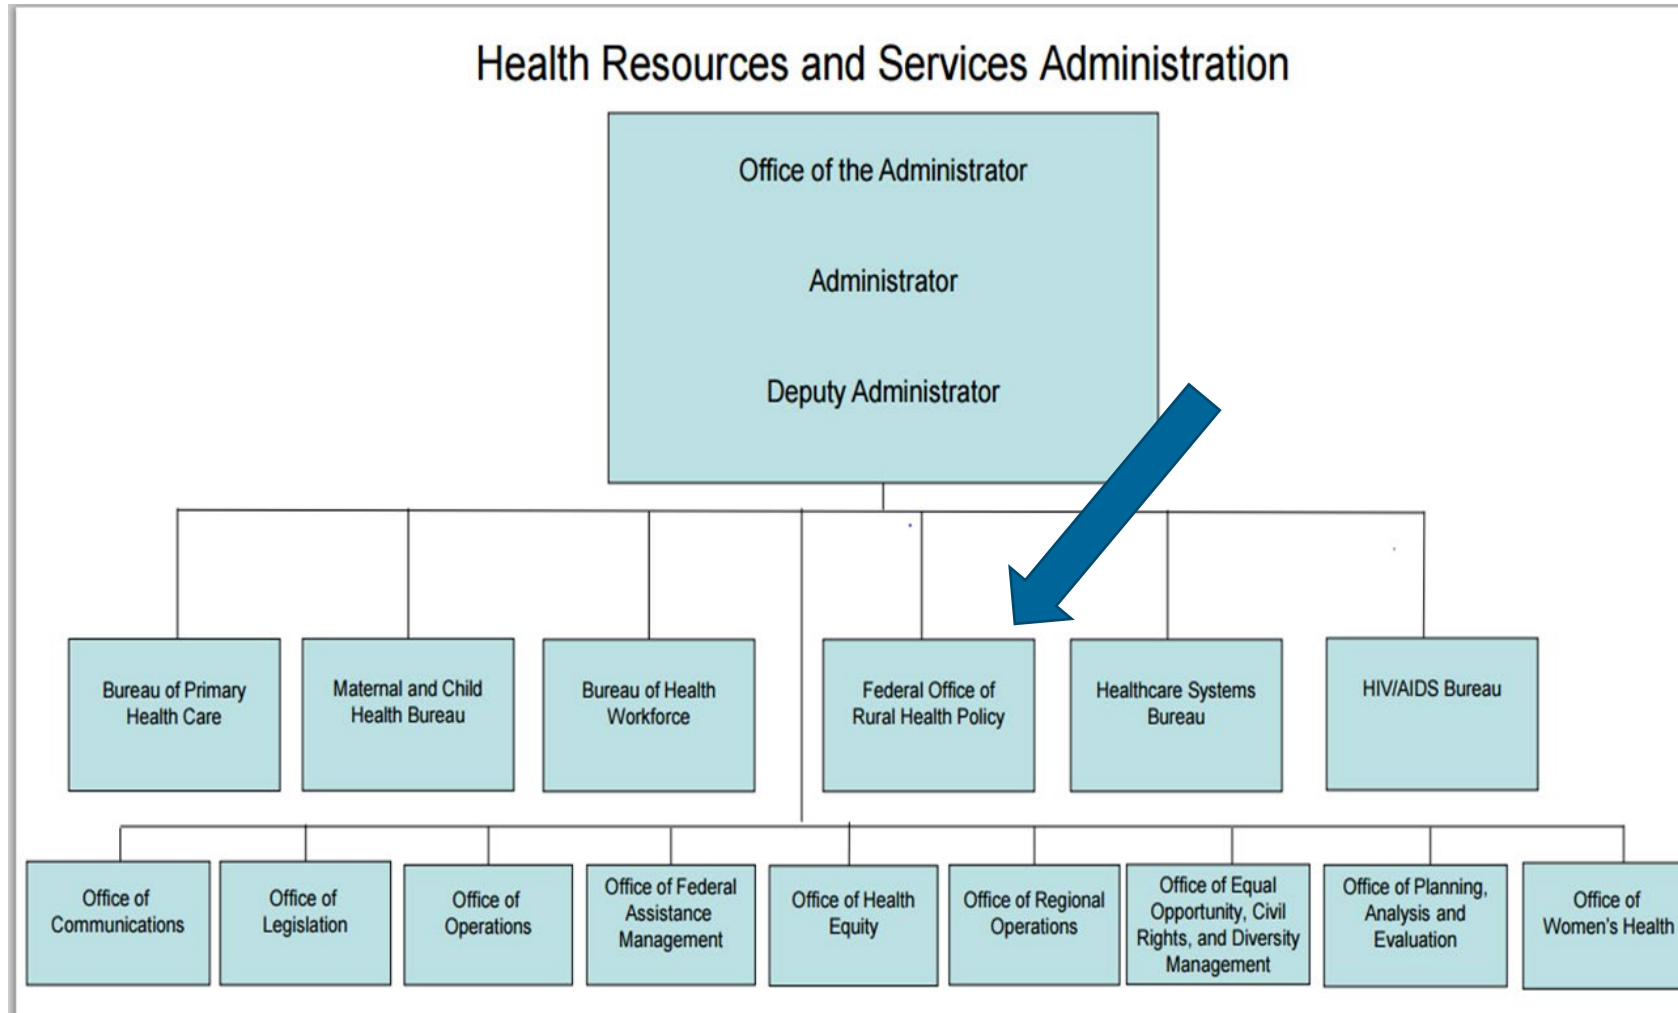 Health Resources and Services Administration
Office of the Administrator
Administrator
Deputy Administrator
Bureau of Primary
Health Care
Maternal and Child
Health Bureau
Bureau of Health
Workforce
Federal Office of
Rural Health Policy
Healthcare Systems
Bureau
HIV/AIDS Bureau
Office of
Communications
Office of
Legislation
Office of
Operations
Office of Federal
Assistance
Management
Office of Health
Equity
Office of Regional
Operations
Office of Equal
Opportunity, Civil
Rights, and Diversity
Management
Office of Planning,
Analysis and
Evaluation
Office of
Women's Health